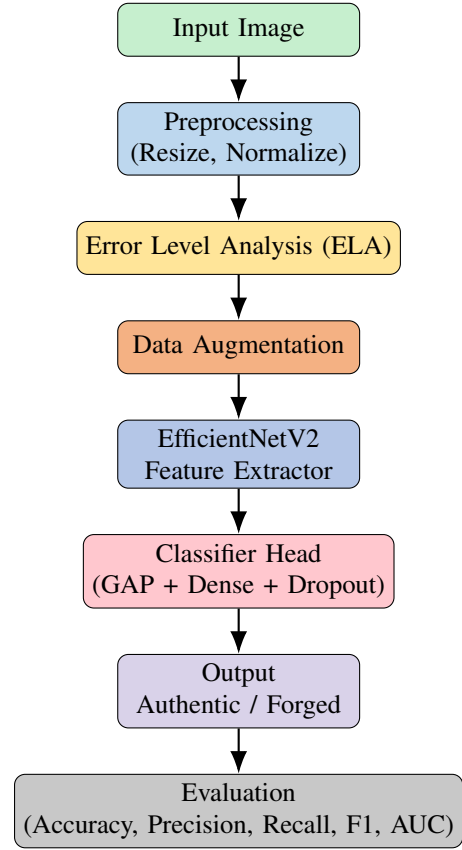 Input Image
Preprocessing
(Resize, Normalize)
Error Level Analysis (ELA)
Data Augmentation
EfficientNetV2
Feature Extractor
Classifier Head
(GAP + Dense + Dropout)
Output
Authentic / Forged
Evaluation
(Accuracy, Precision, Recall, F1, AUC)